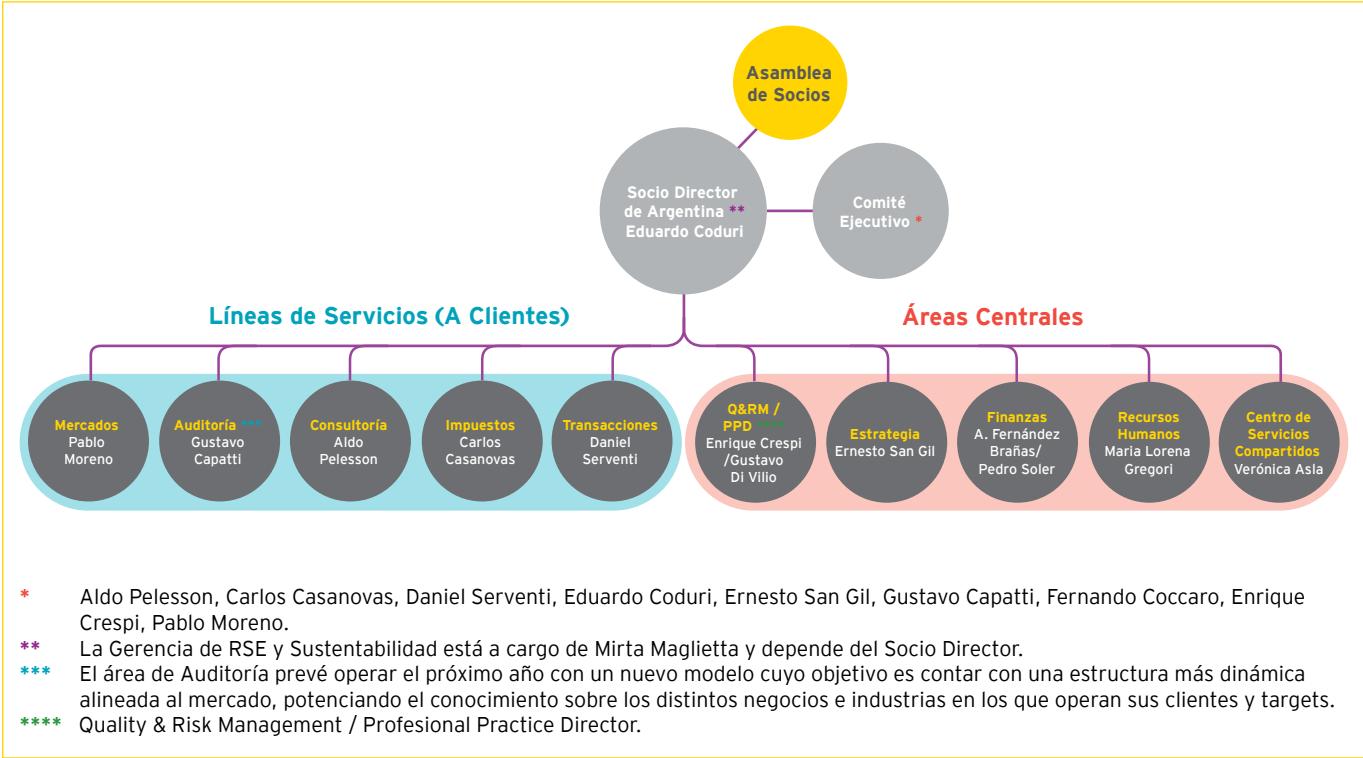 Asamblea
de Socios
Socio Director
de Argentina **
Eduardo Coduri
Comité
Ejecutivo *
Líneas de Servicios (A Clientes)
Áreas Centrales
Mercados
Pablo
Moreno
Auditoría ***
Gustavo
Capatti
Consultoría
Aldo
Pelesson
Impuestos
Carlos
Casanovas
Transacciones
Daniel
Serventi
Q&RM /
PPD ****
Enrique Crespi
/Gustavo
Di Vilio
Estrategia
Ernesto San Gil
Finanzas
A. Fernández
Brañas/
Pedro Soler
Recursos
Humanos
Maria Lorena
Gregori
Centro de
Servicios
Compartidos
Verónica Asla
* Aldo Pelesson, Carlos Casanovas, Daniel Serventi, Eduardo Coduri, Ernesto San Gil, Gustavo Capatti, Fernando Coccaro, Enrique
Crespi, Pablo Moreno.
** La Gerencia de RSE y Sustentabilidad está a cargo de Mirta Maglietta y depende del Socio Director.
*** El área de Auditoría prevé operar el próximo año con un nuevo modelo cuyo objetivo es contar con una estructura más dinámica
alineada al mercado, potenciando el conocimiento sobre los distintos negocios e industrias en los que operan sus clientes y targets.
**** Quality & Risk Management / Profesional Practice Director.